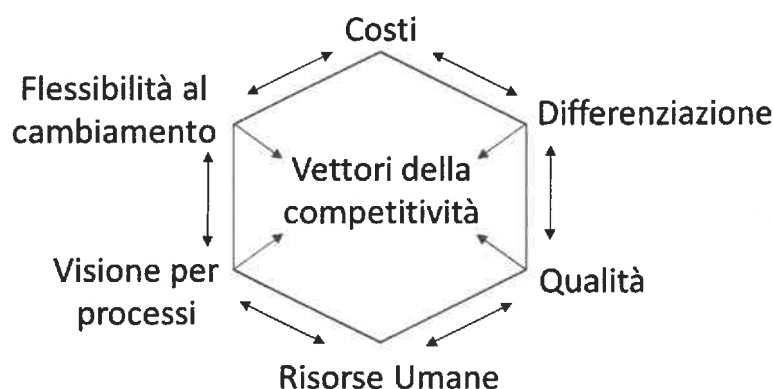 Costi
Flessibilità al
cambiamento
Differenziazione
Vettori della
competitività
Visione per
processi
Qualità
Risorse Umane